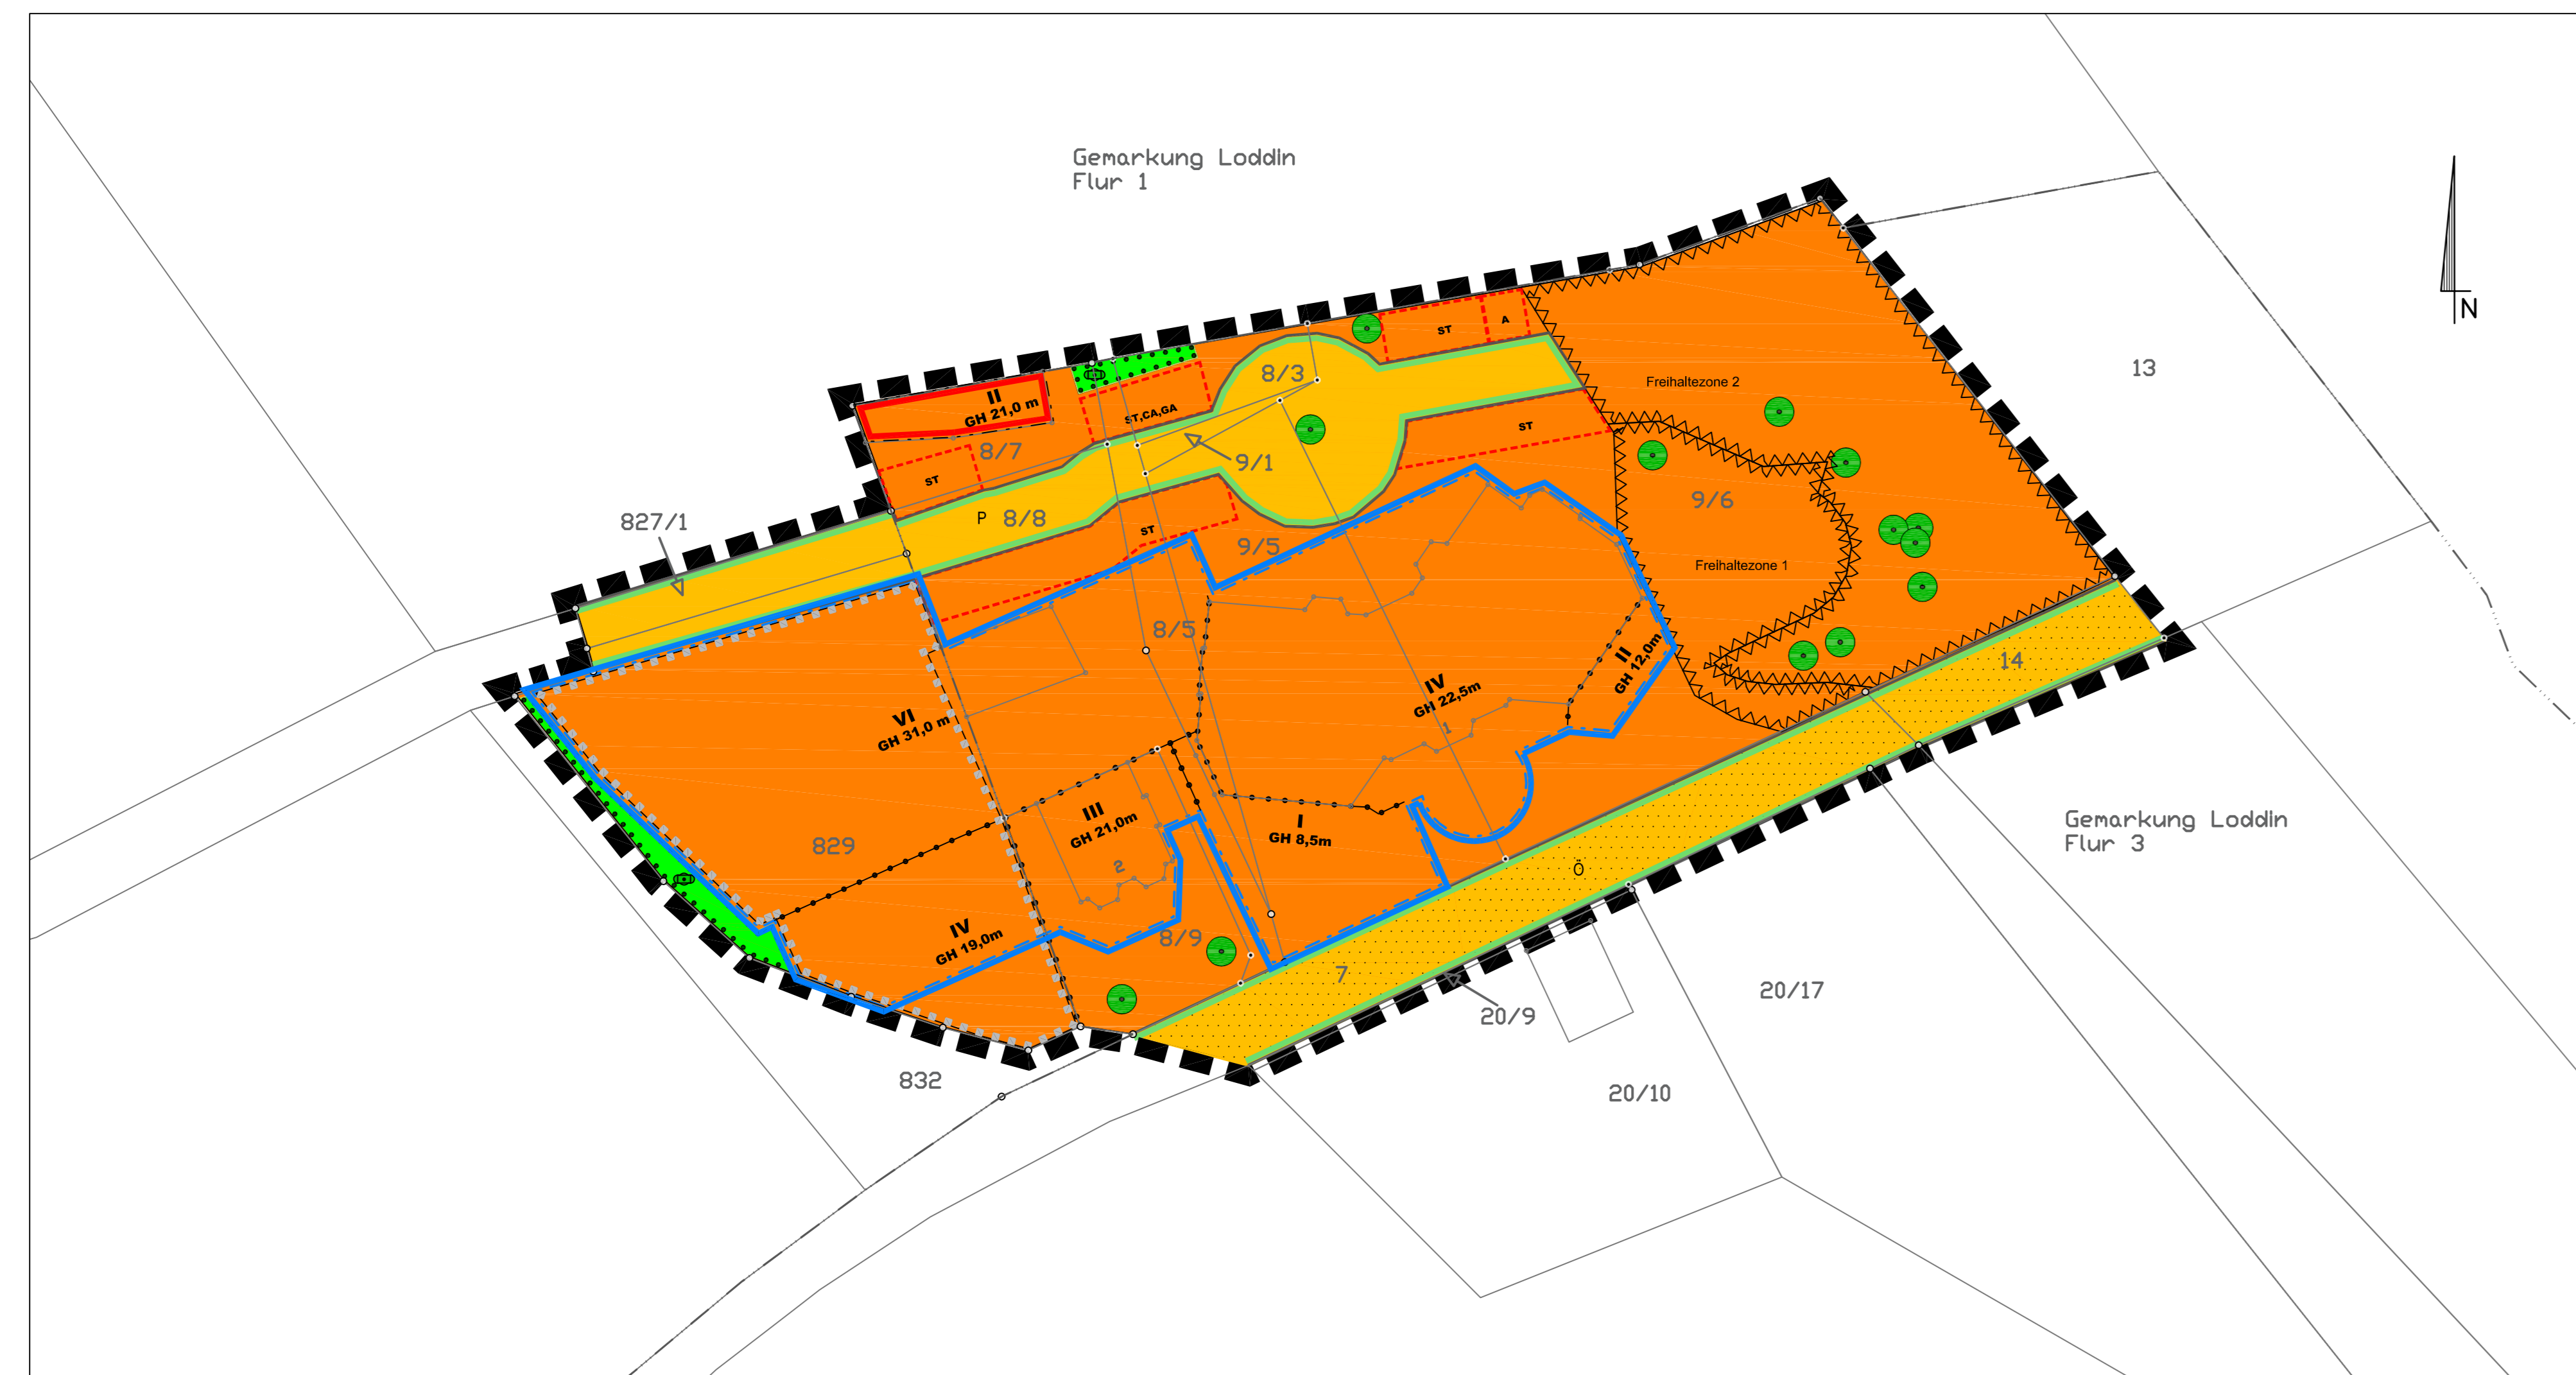 Gemarkung Loddin
Flur 1
N
13
8/3
ST
A
Freihaltezone 2
II
GH 21,0 m
ST,CA,GA
8/7
9/1
ST
ST
9/6
827/1
P
8/8
ST
9/5
Freihaltezone 1
8/5
14
II
GH 12,0m
IV
GH 22,5m
1
VI
GH 31,0 m
III
GH 21,0m
2
I
GH 8,5m
Gemarkung Loddin
Flur 3
829
Ö
IV
GH 19,0m
8/9
7
20/17
20/9
832
20/10